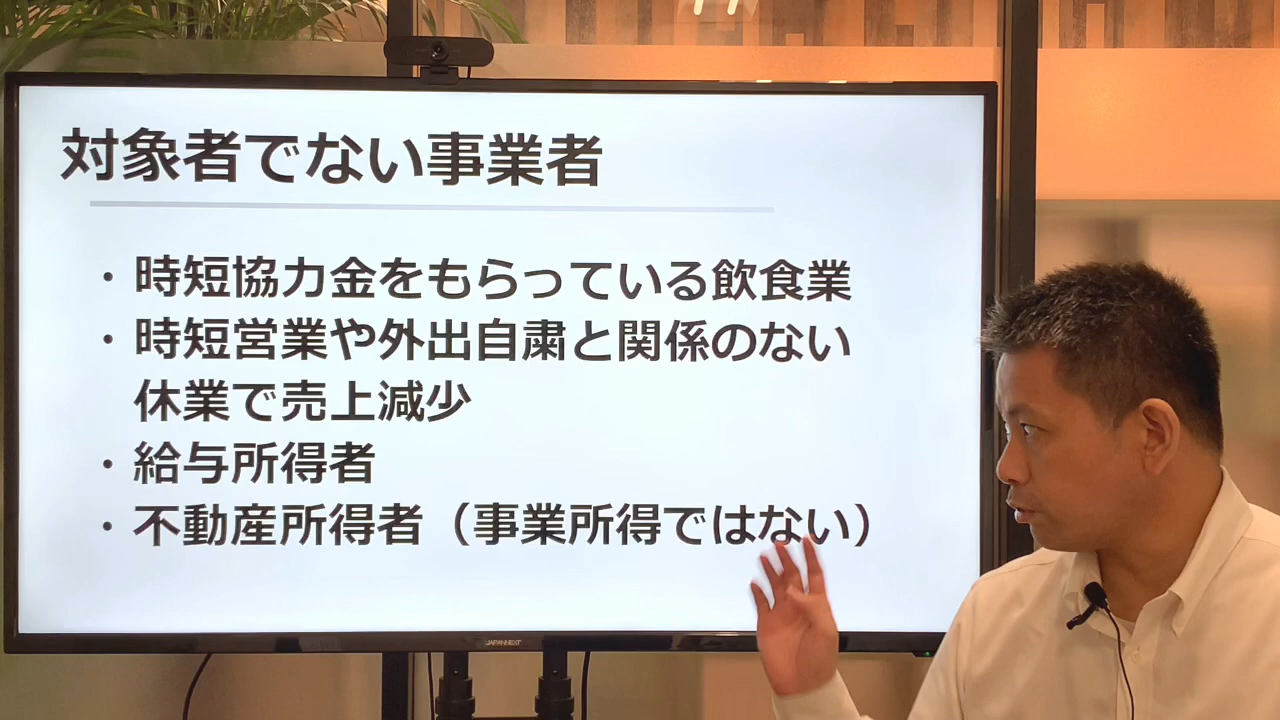 対象者でない事業者
・時短協力金をもらっている飲食業
・時短営業や外出自粛と関係のない
休業で売上減少
・給与所得者
・不動産所得者（事業所得ではない）
JAPANNEXT